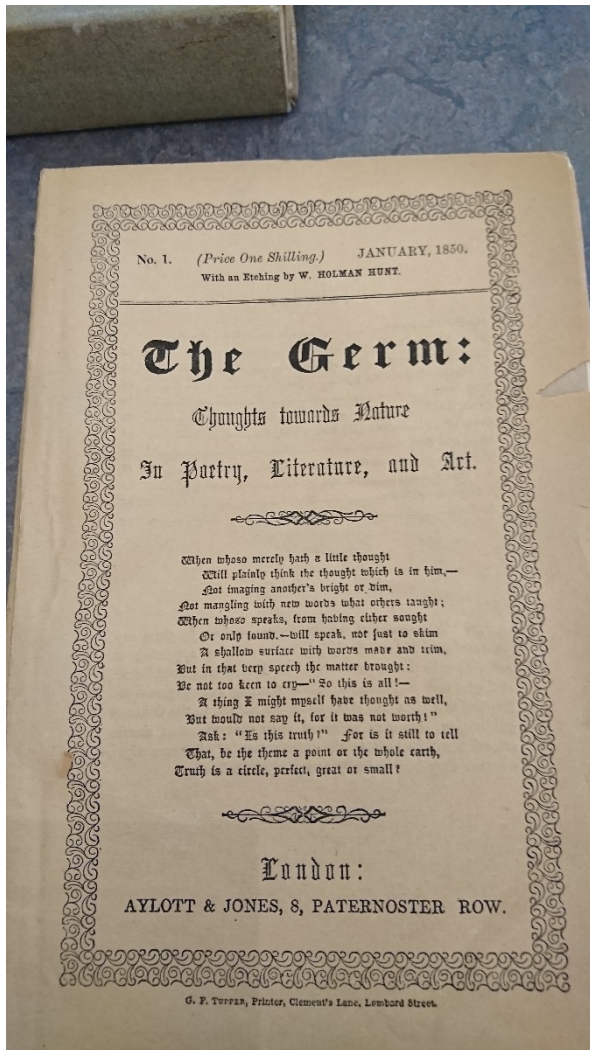 No. 1. (Price One Shilling.) JANUARY, 1850.
With an Etching by W. HOLMAN HUNT.
The Germ:
Thoughts towards Nature
In Poetry, Literature, and Art.
When whoso merely hath a little thought
Will plainly think the thought which is in him,—
Not imaging another's bright or dim,
Not mangling with new words what others taught;
When whoso speaks, from having either sought
Or only found,—will speak, not just to skim
A shallow surface with words made and trim,
But in that very speech the matter brought:
Be not too keen to cry—"So this is all!—
A thing I might myself have thought as well,
But would not say it, for it was not worth!"
Ask: "Is this truth?" For is it still to tell
That, be the theme a point or the whole earth,
Truth is a circle, perfect, great or small?
London:
AYLOTT & JONES, 8, PATERNOSTER ROW.
G. F. TUPPER, Printer, Clement's Lane, Lombard Street.